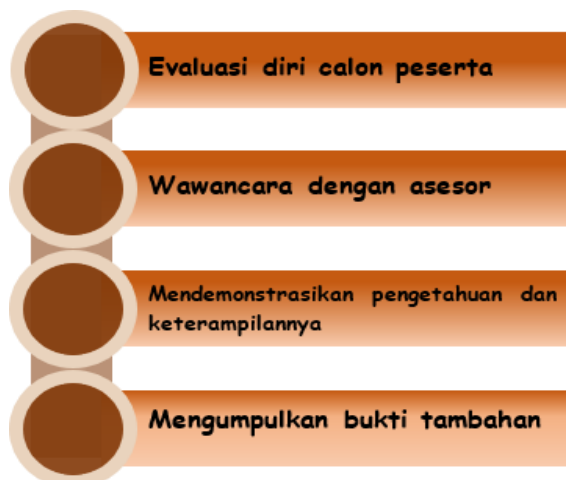 Evaluasi diri calon peserta
Wawancara dengan asesor
Mendemonstrasikan pengetahuan dan
keterampilannya
Mengumpulkan bukti tambahan